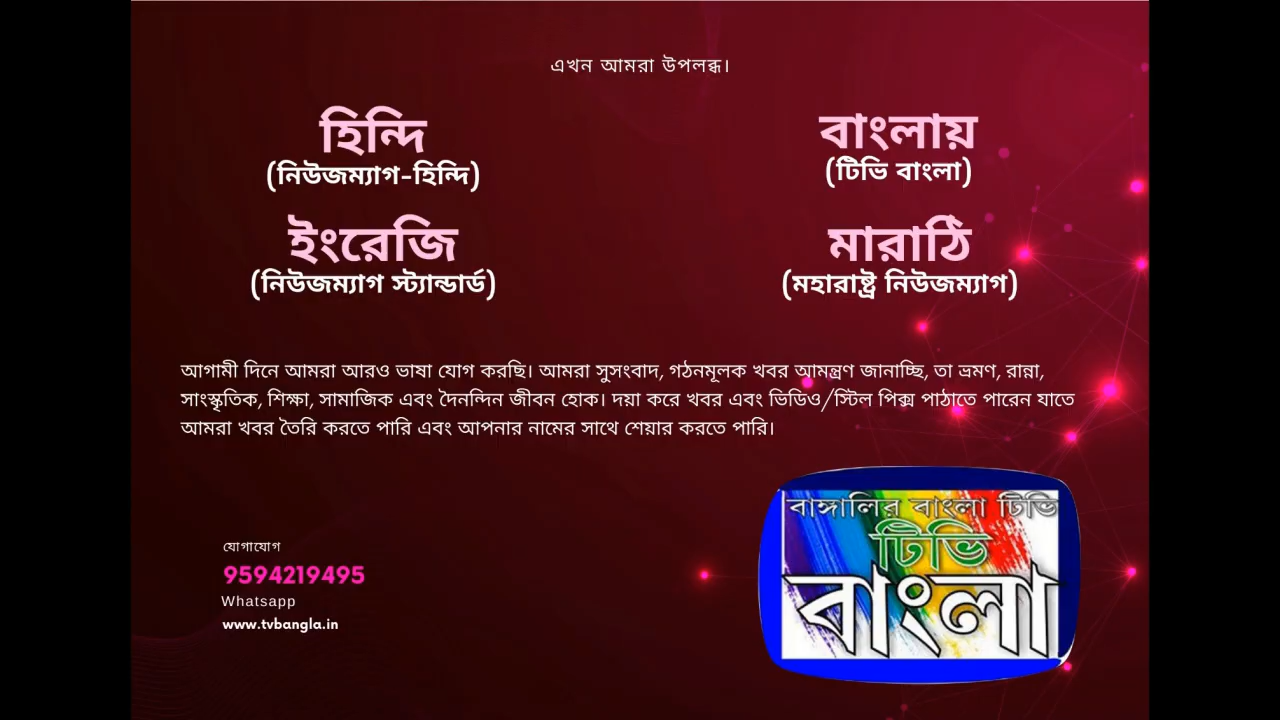 এখন আমরা উপলব্ধ।
হিন্দি
(নিউজম্যাগ-হিন্দি)
বাংলায়
(টিভি বাংলা)
ইংরেজি
(নিউজম্যাগ স্ট্যান্ডার্ড)
মারাঠি
(মহারাষ্ট্র নিউজম্যাগ)
আগামী দিনে আমরা আরও ভাষা যোগ করছি। আমরা সুসংবাদ, গঠনমূলক খবর আমন্ত্রণ জানাচ্ছি, তা ভ্রমণ, রান্না,
সাংস্কৃতিক, শিক্ষা, সামাজিক এবং দৈনন্দিন জীবন হোক। দয়া করে খবর এবং ভিডিও/স্টিল পিক্স পাঠাতে পারেন যাতে
আমরা খবর তৈরি করতে পারি এবং আপনার নামের সাথে শেয়ার করতে পারি।
বাঙ্গালির বাংলা টিভি
টিভি
বাংলা
যোগাযোগ
9594219495
Whatsapp
www.tvbangla.in